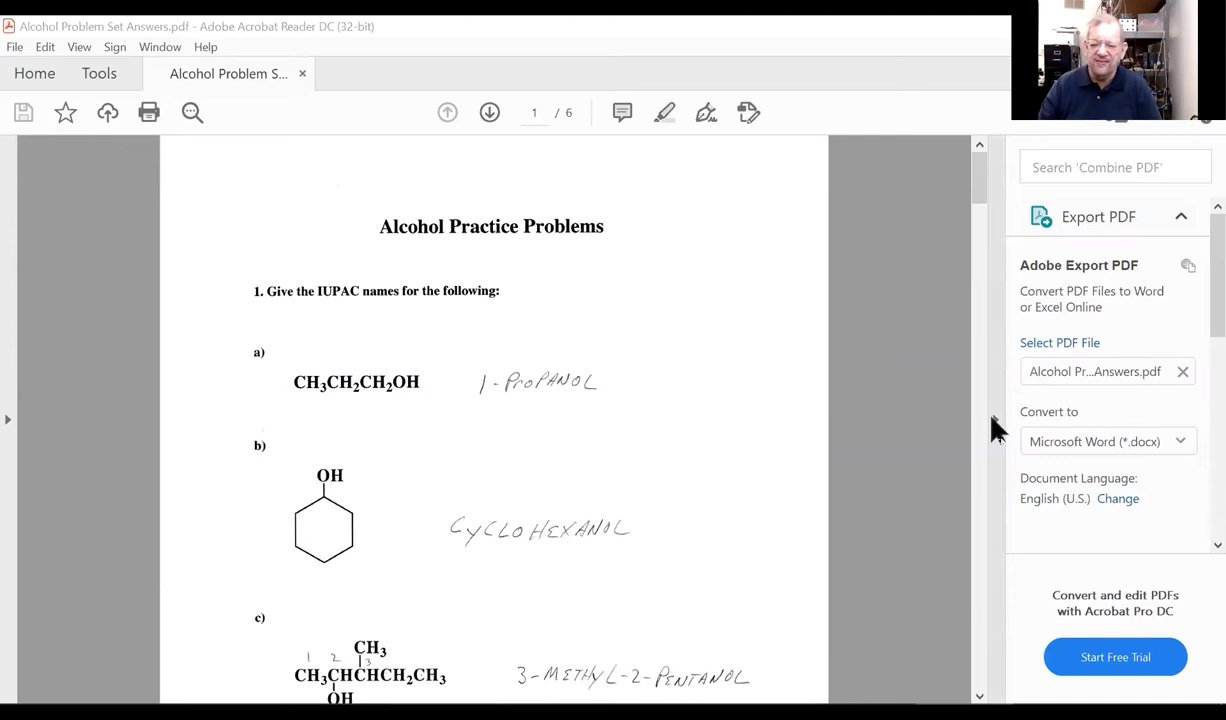 Alcohol Problem Set Answers.pdf - Adobe Acrobat Reader DC (32-bit)
File Edit View Sign Window Help
Home Tools Alcohol Problem S... ×
1 / 6
Search 'Combine PDF'
Export PDF
Adobe Export PDF
Convert PDF Files to Word
or Excel Online
Select PDF File
Alcohol Pr...Answers.pdf
Convert to
Microsoft Word (*.docx)
Document Language:
English (U.S.) Change
Convert and edit PDFs
with Acrobat Pro DC
Start Free Trial
Alcohol Practice Problems
1. Give the IUPAC names for the following:
a)
CH₃CH₂CH₂OH 1-PROPANOL
b)
OH
CYCLOHEXANOL
c)
CH₃
1 2 3
CH₃CHCHCH₂CH₃ 3-METHYL-2-PENTANOL
OH